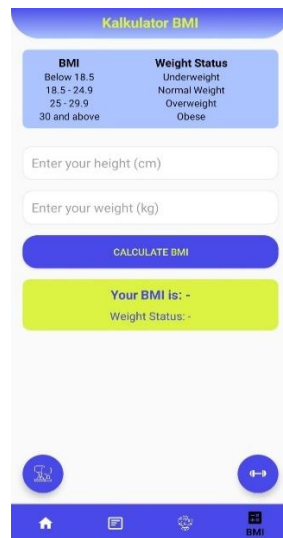 Kalkulator BMI
BMI Weight Status
Below 18.5 Underweight
18.5 - 24.9 Normal Weight
25 - 29.9 Overweight
30 and above Obese
Enter your height (cm)
Enter your weight (kg)
CALCULATE BMI
Your BMI is: -
Weight Status: -
BMI